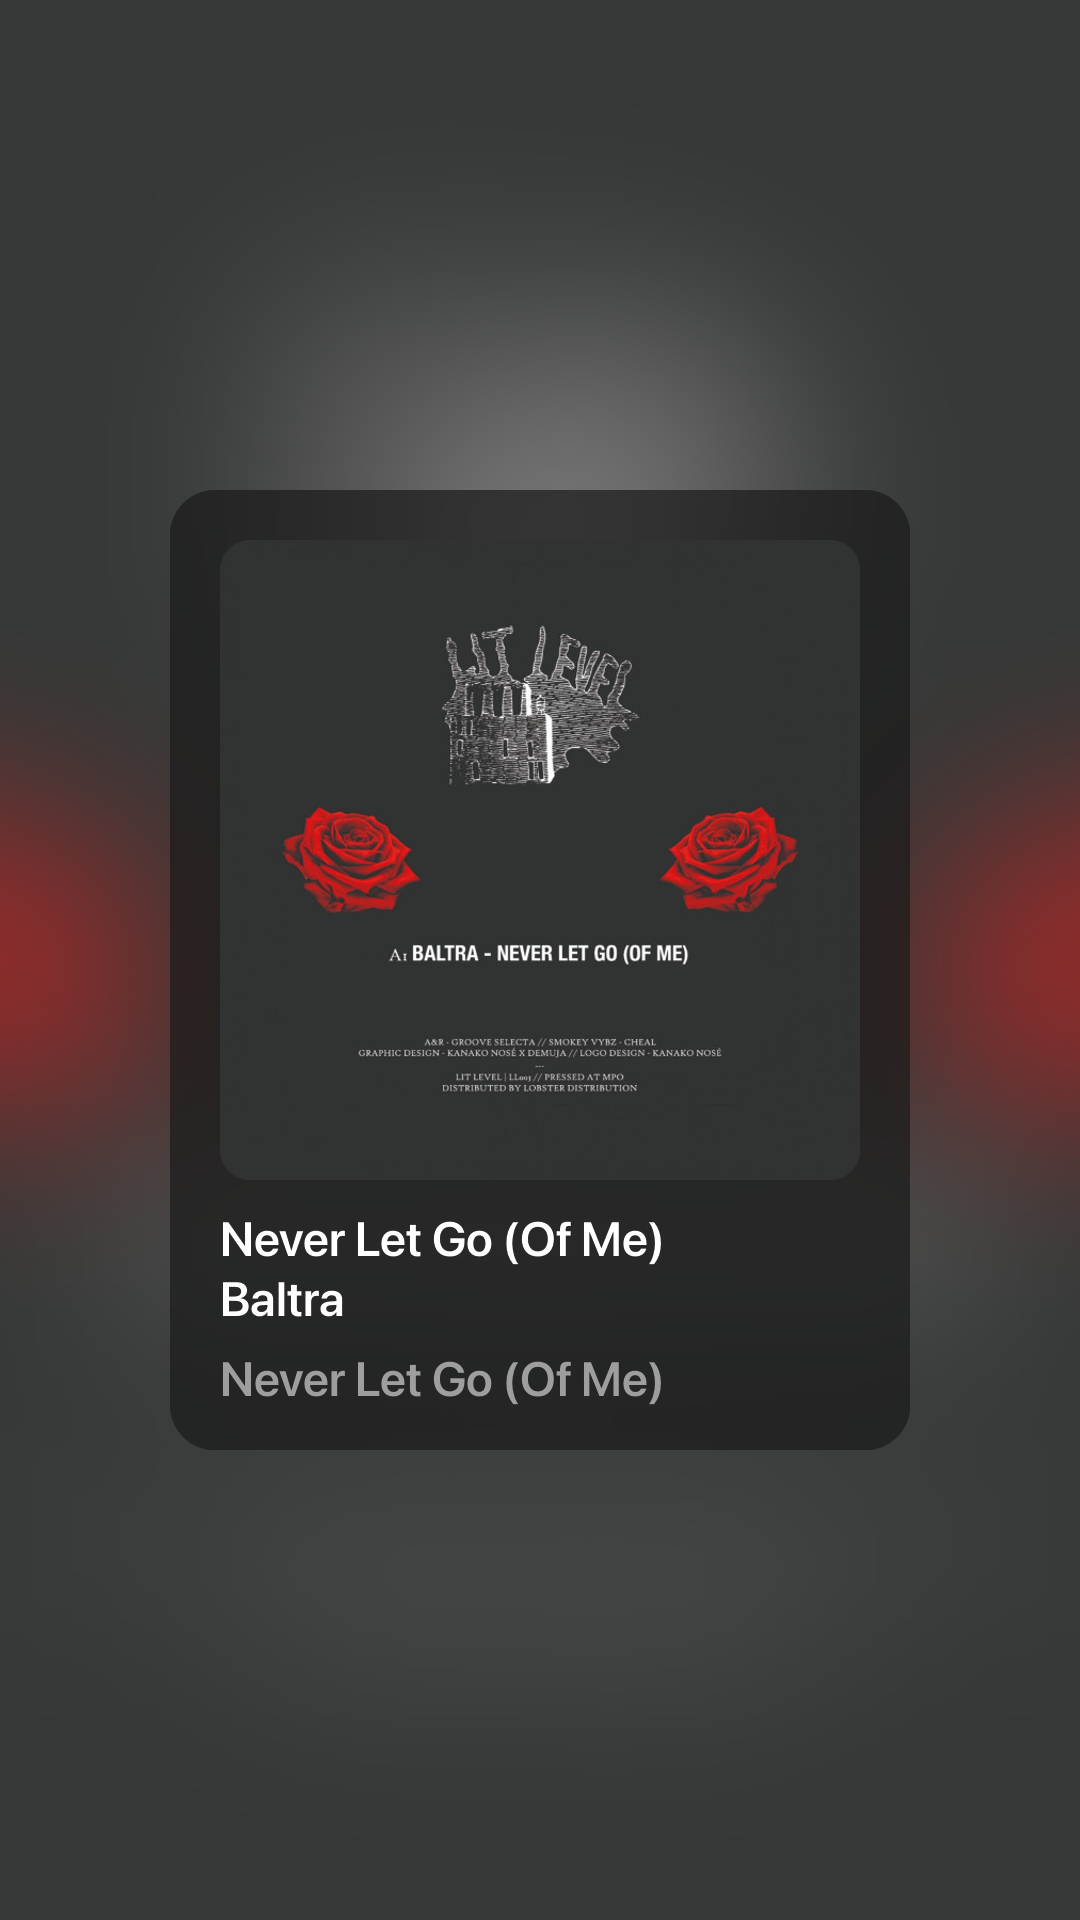 LIT LEVEL
A1 BALTRA - NEVER LET GO (OF ME)
A&R - GROOVE SELECTA // SMOKEY VYBZ - CHEAL
GRAPHIC DESIGN - KANAKO NOSÉ X DEMUJA // LOGO DESIGN - KANAKO NOSÉ
---
LIT LEVEL | LL003 // PRESSED AT MPO
DISTRIBUTED BY LOBSTER DISTRIBUTION
Never Let Go (Of Me)
Baltra
Never Let Go (Of Me)